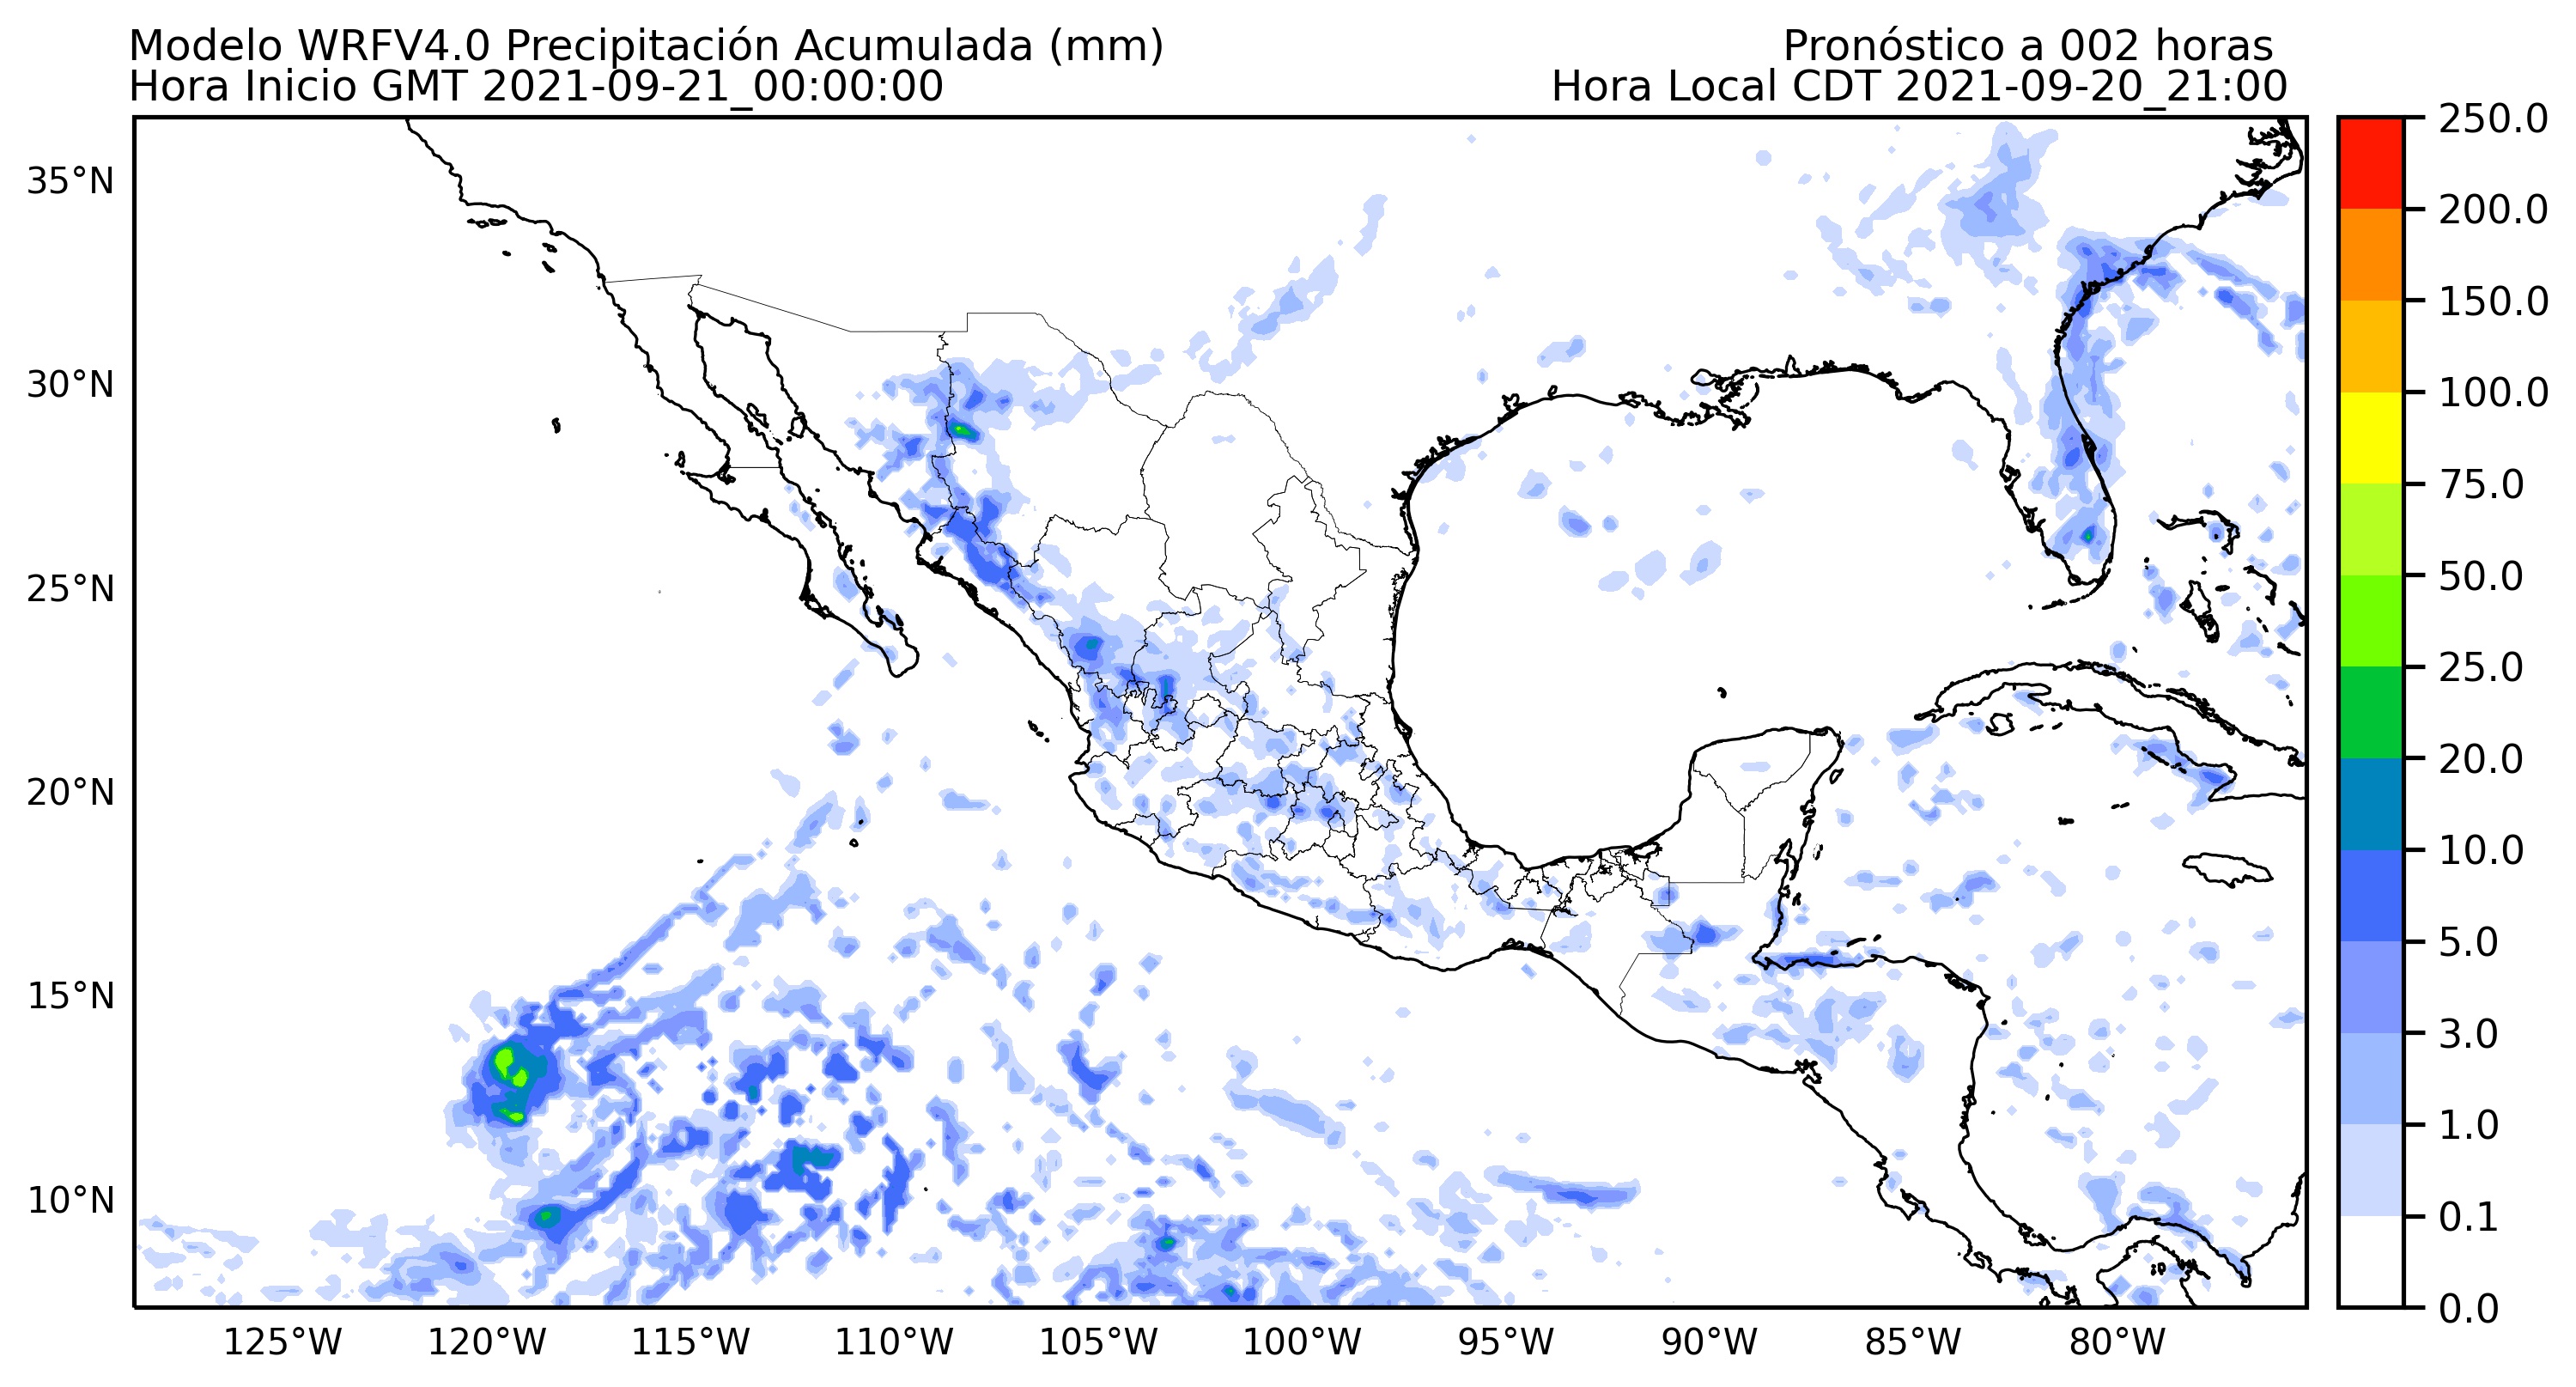 Modelo WRFV4.0 Precipitación Acumulada (mm)
Pronóstico a 002 horas
Hora Inicio GMT 2021-09-21_00:00:00
Hora Local CDT 2021-09-20_21:00
35°N
30°N
25°N
20°N
15°N
10°N
125°W
120°W
115°W
110°W
105°W
100°W
95°W
90°W
85°W
80°W
250.0
200.0
150.0
100.0
75.0
50.0
25.0
20.0
10.0
5.0
3.0
1.0
0.1
0.0